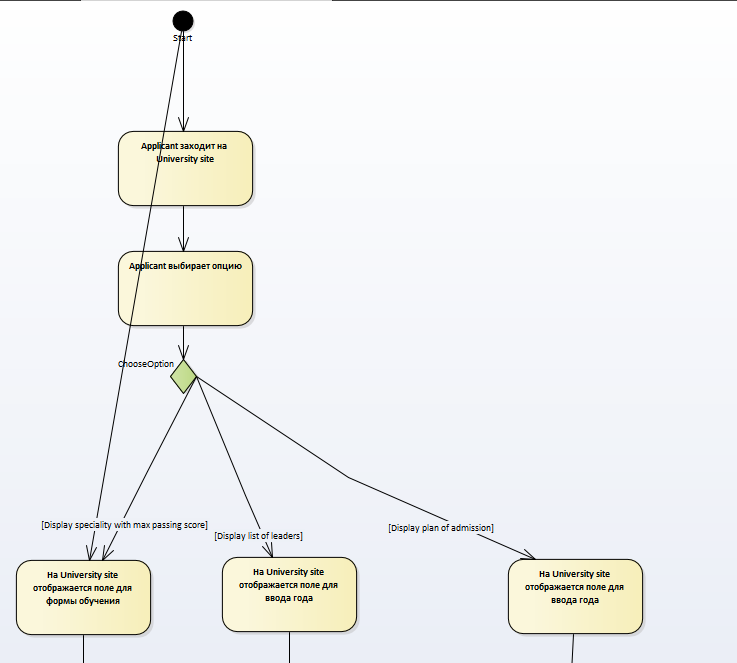 Start
Applicant заходит на
University site
Applicant выбирает опцию
ChooseOption
[Display speciality with max passing score]
[Display list of leaders]
[Display plan of admission]
На University site
отображается поле для
формы обучения
На University site
отображается поле для
ввода года
На University site
отображается поле для
ввода года